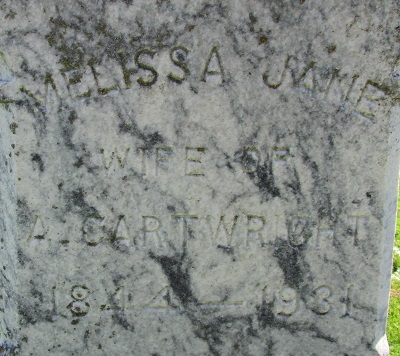 MELISSA JANE
WIFE OF
A. CARTWRIGHT
1844 — 1931